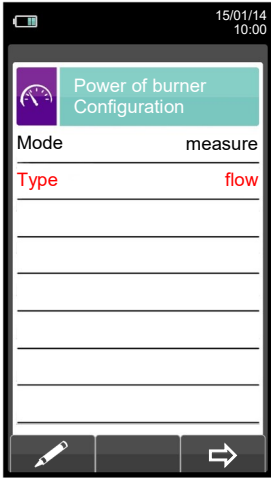 15/01/14
10:00
Power of burner
Configuration
Mode measure
Type flow